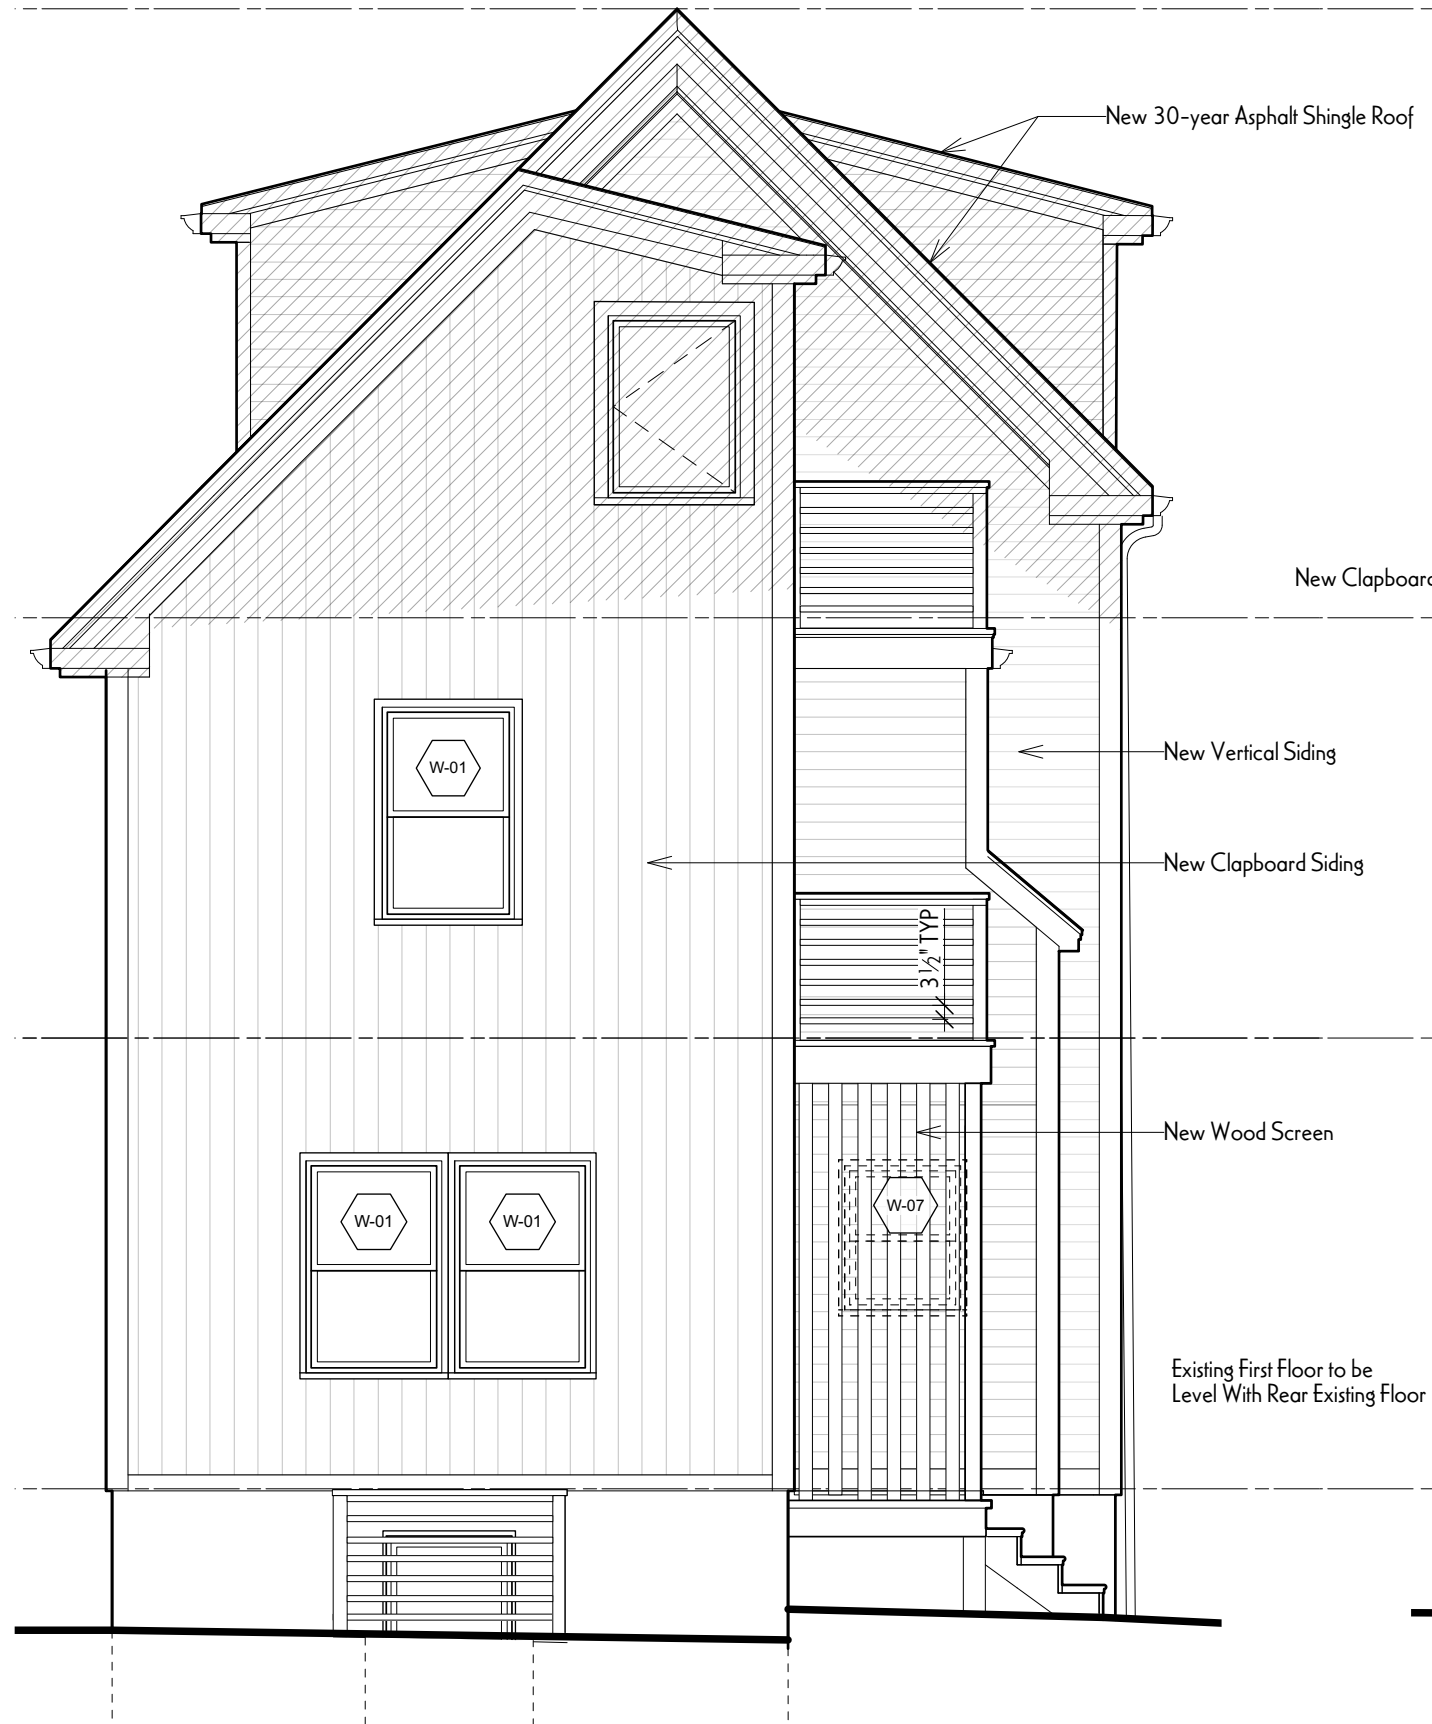 New 30-year Asphalt Shingle Roof
New Clapboard
W-01
New Vertical Siding
New Clapboard Siding
3½" TYP
New Wood Screen
W-01
W-01
W-07
Existing First Floor to be
Level With Rear Existing Floor